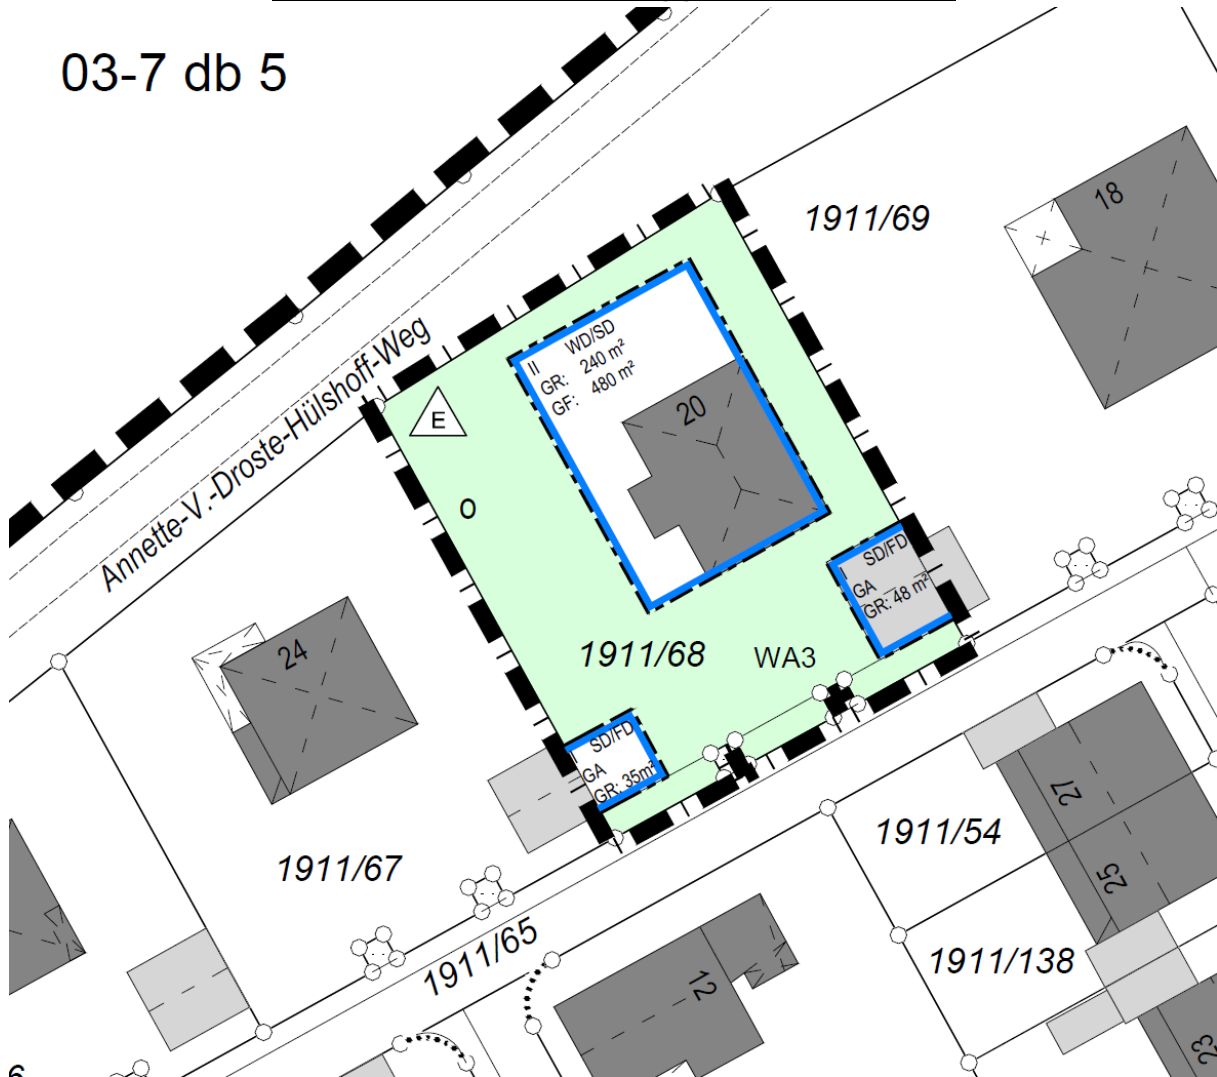 03-7 db 5
1911/69
18
Annette-V.-Droste-Hülshoff-Weg
II WD/SD
GR: 240 m²
GF: 480 m²
20
E
o
SD/FD
GA
GR: 48 m²
1911/68
WA3
24
SD/FD
GA
GR: 35m²
27
1911/54
25
1911/67
1911/65
1911/138
12
23